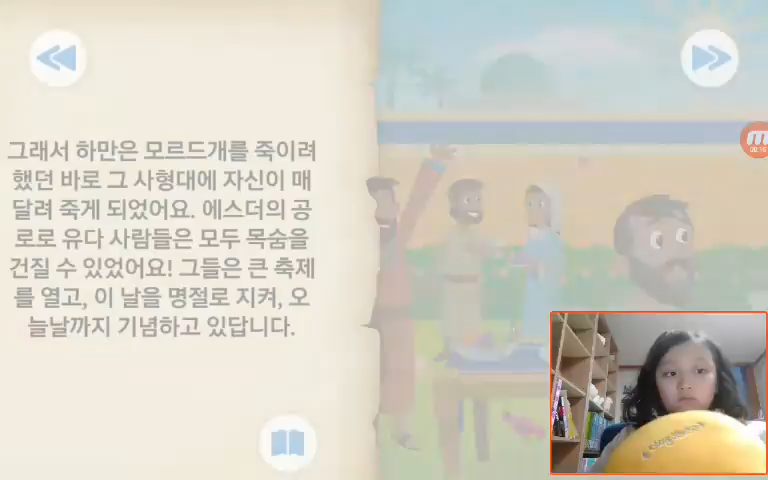 그래서 하만은 모르드개를 죽이려
했던 바로 그 사형대에 자신이 매
달려 죽게 되었어요. 에스더의 공
로로 유다 사람들은 모두 목숨을
건질 수 있었어요! 그들은 큰 축제
를 열고, 이 날을 명절로 지켜, 오
늘날까지 기념하고 있답니다.
00:16